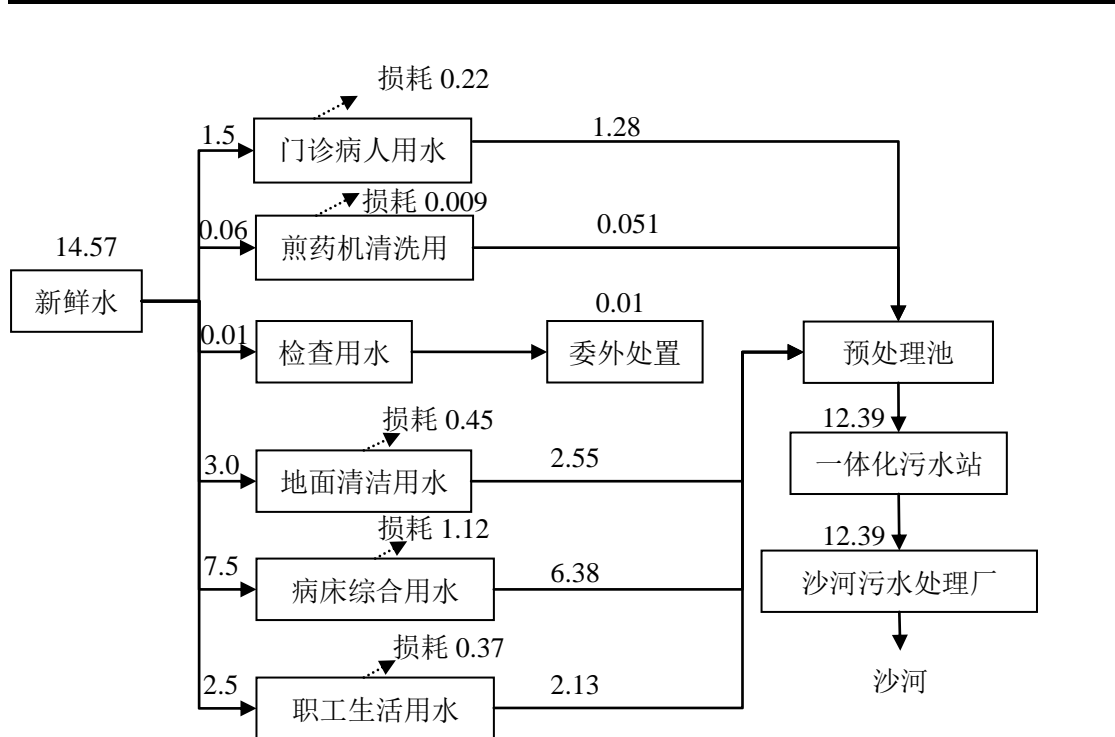 损耗 0.22
1.5
门诊病人用水
1.28
损耗 0.009
0.06
煎药机清洗用
0.051
14.57
新鲜水
0.01
检查用水
0.01
委外处置
预处理池
损耗 0.45
3.0
地面清洁用水
2.55
12.39
一体化污水站
损耗 1.12
7.5
病床综合用水
6.38
12.39
沙河污水处理厂
损耗 0.37
2.5
职工生活用水
2.13
沙河